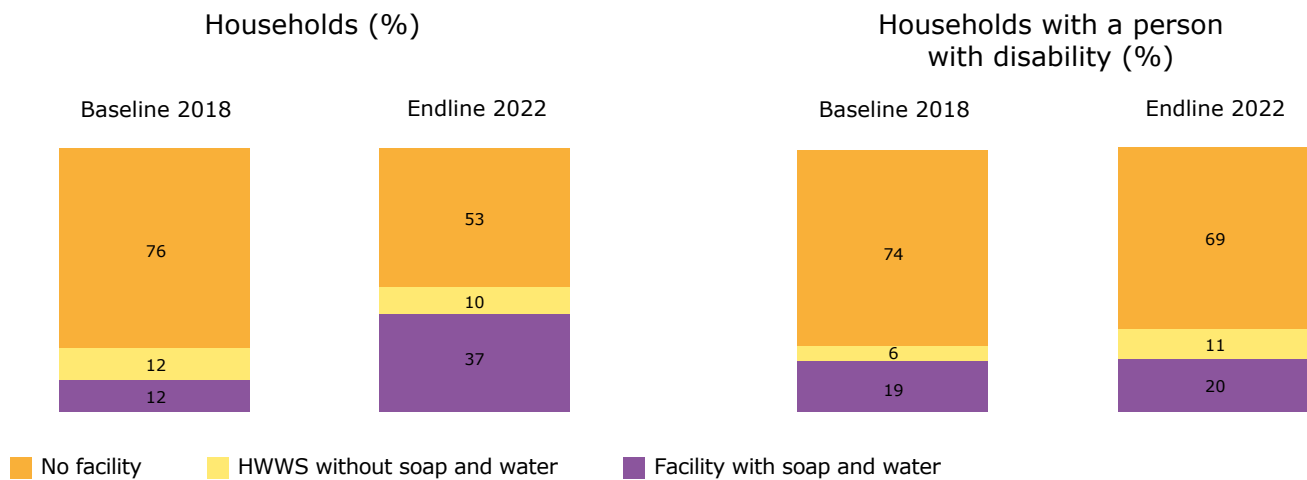 Households (%)
Households with a person
with disability (%)
Baseline 2018
Endline 2022
Baseline 2018
Endline 2022
76
12
12
53
10
37
74
6
19
69
11
20
No facility
HWWS without soap and water
Facility with soap and water